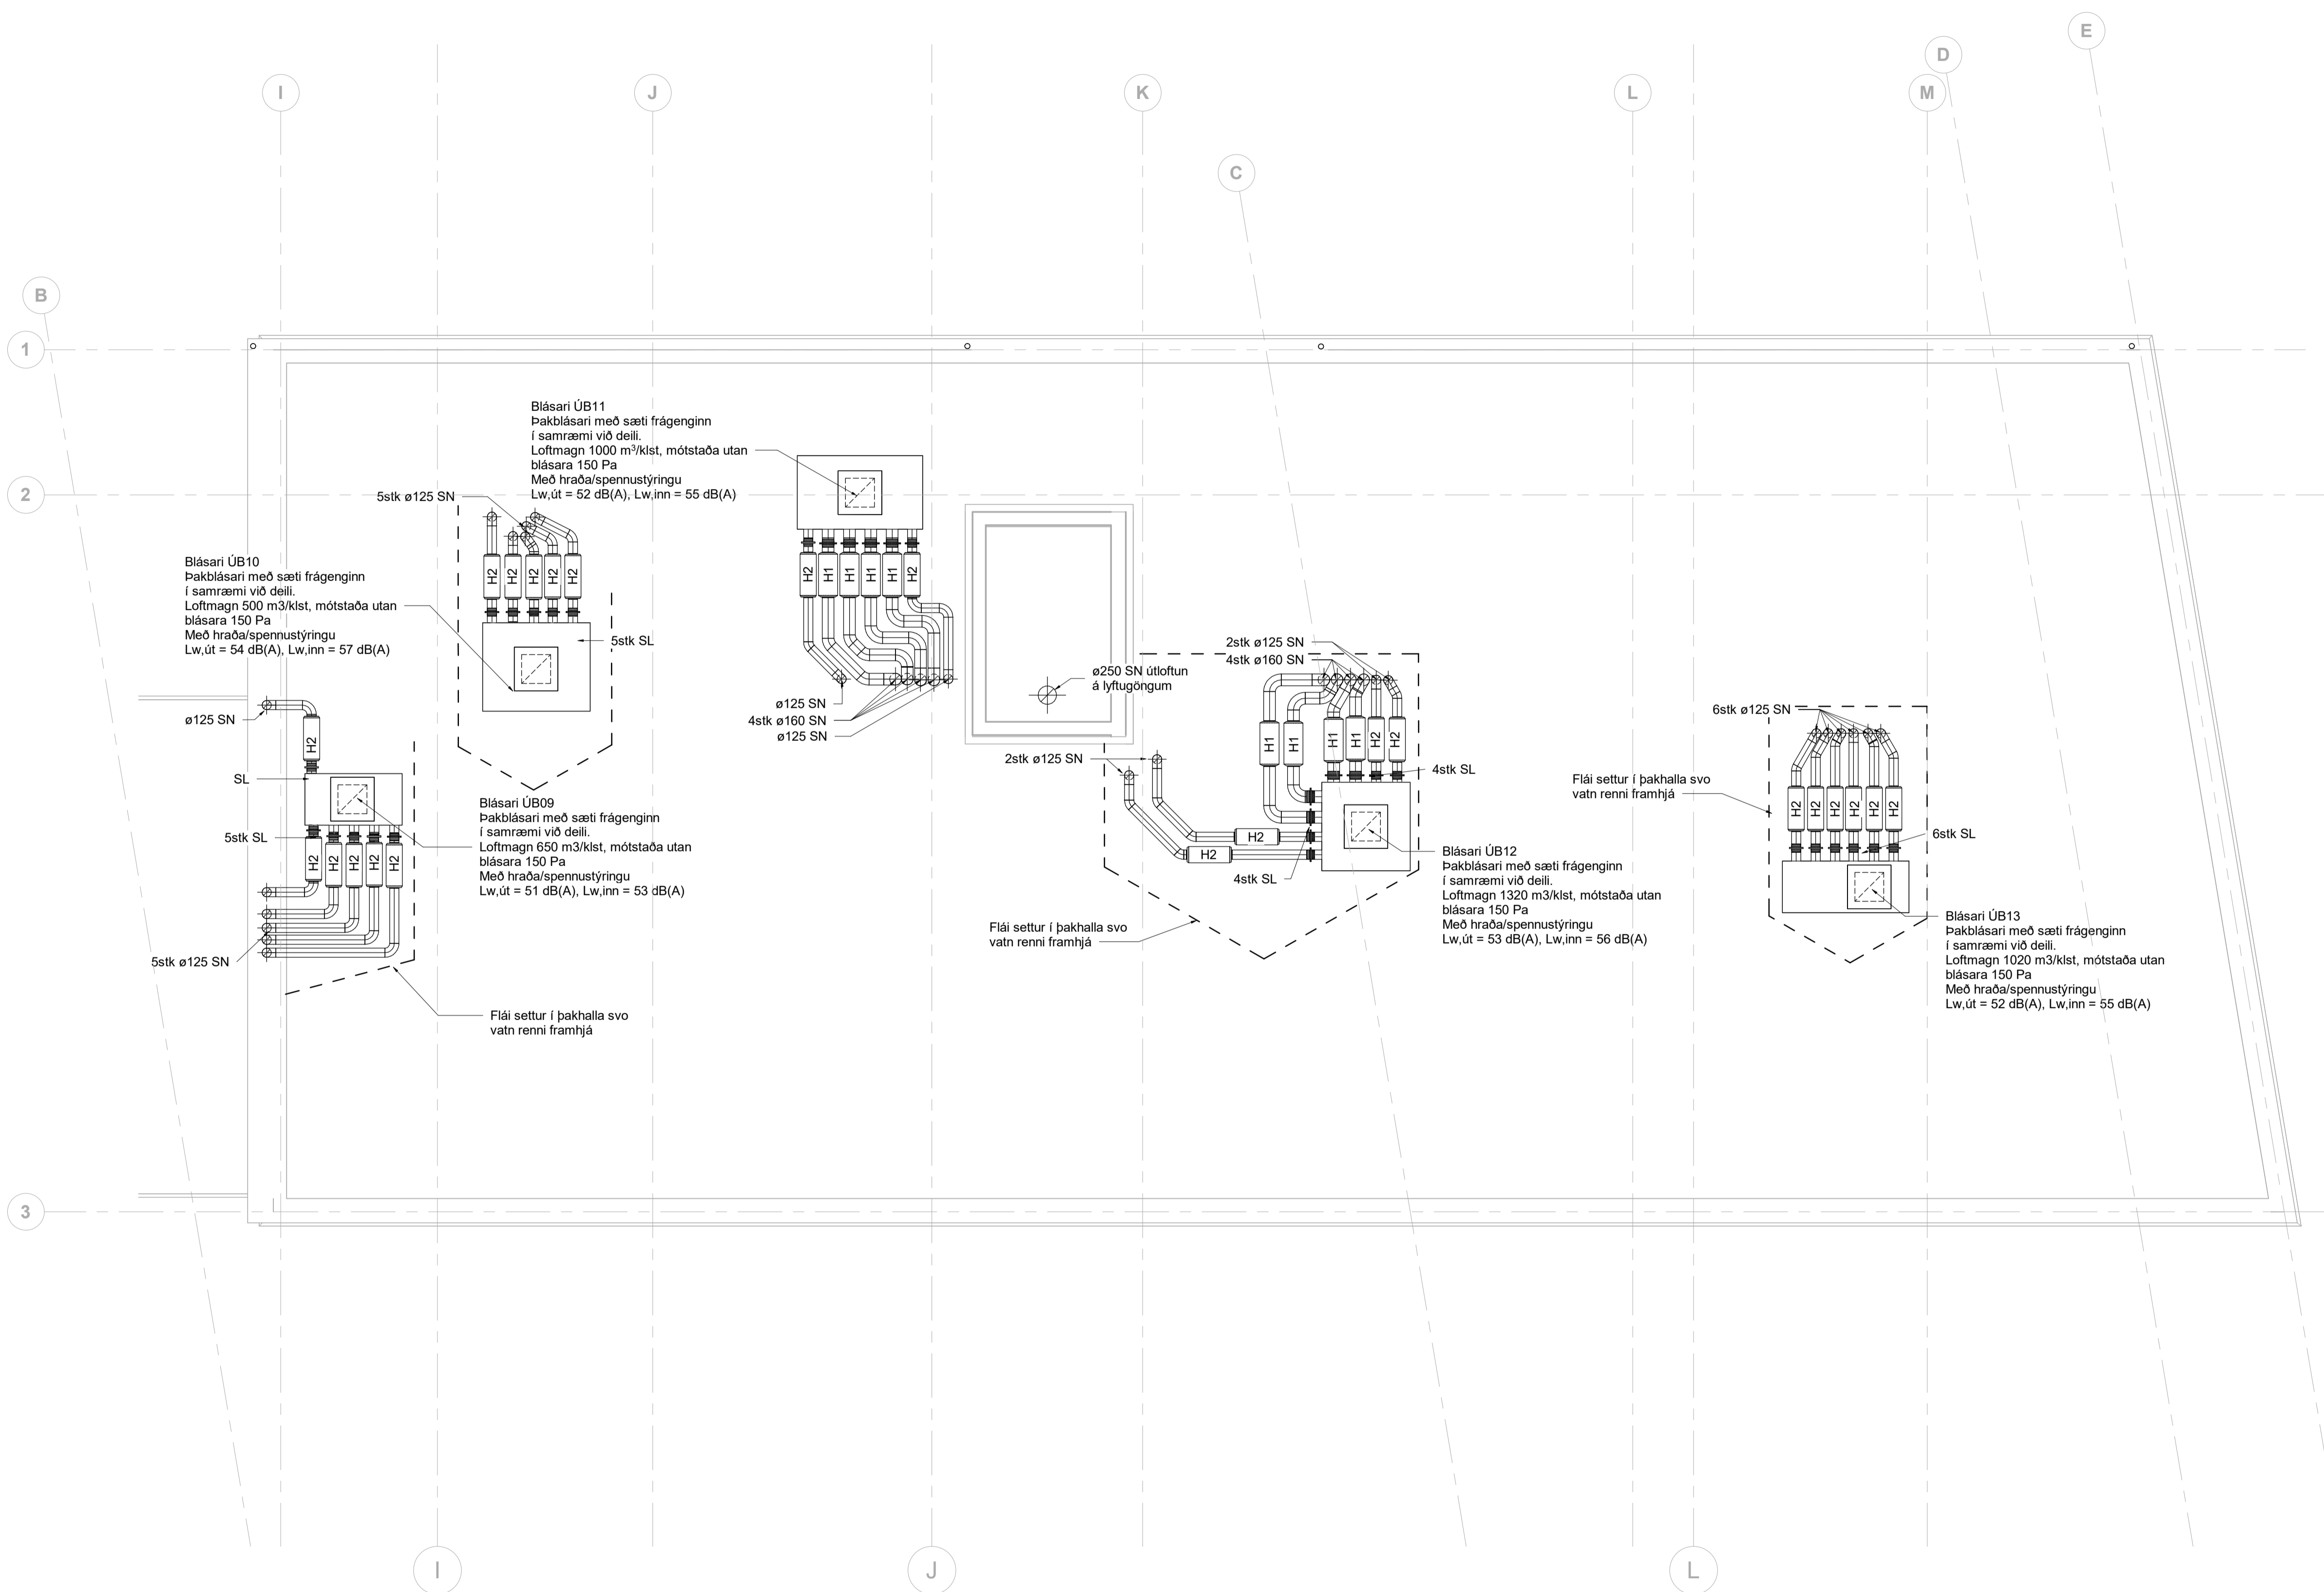 E
D
I
J
K
L
M
C
B
1
Blásari ÚB11
Þakblásari með sæti frágenginn
í samræmi við deili.
Loftmagn 1000 m³/klst, mótstaða utan
blásara 150 Pa
Með hraða/spennustýringu
Lw,út = 52 dB(A), Lw,inn = 55 dB(A)
2
5stk ø125 SN
Blásari ÚB10
Þakblásari með sæti frágenginn
í samræmi við deili.
Loftmagn 500 m3/klst, mótstaða utan
blásara 150 Pa
Með hraða/spennustýringu
Lw,út = 54 dB(A), Lw,inn = 57 dB(A)
H2
H2
H2
H2
H2
5stk SL
H2
H1
H1
H1
H1
H2
ø125 SN
4stk ø160 SN
ø125 SN
ø250 SN útloftun
á lyftugöngum
2stk ø125 SN
4stk ø160 SN
H1
H1
H1
H1
H2
H2
2stk ø125 SN
4stk SL
H2
H2
4stk SL
Blásari ÚB12
Þakblásari með sæti frágenginn
í samræmi við deili.
Loftmagn 1320 m3/klst, mótstaða utan
blásara 150 Pa
Með hraða/spennustýringu
Lw,út = 53 dB(A), Lw,inn = 56 dB(A)
Flái settur í þakhalla svo
vatn renni framhjá
6stk ø125 SN
Flái settur í þakhalla svo
vatn renni framhjá
H2
H2
H2
H2
H2
H2
6stk SL
Blásari ÚB13
Þakblásari með sæti frágenginn
í samræmi við deili.
Loftmagn 1020 m3/klst, mótstaða utan
blásara 150 Pa
Með hraða/spennustýringu
Lw,út = 52 dB(A), Lw,inn = 55 dB(A)
ø125 SN
H2
SL
5stk SL
H2
H2
H2
H2
H2
5stk ø125 SN
Blásari ÚB09
Þakblásari með sæti frágenginn
í samræmi við deili.
Loftmagn 650 m3/klst, mótstaða utan
blásara 150 Pa
Með hraða/spennustýringu
Lw,út = 51 dB(A), Lw,inn = 53 dB(A)
Flái settur í þakhalla svo
vatn renni framhjá
3
I
J
L